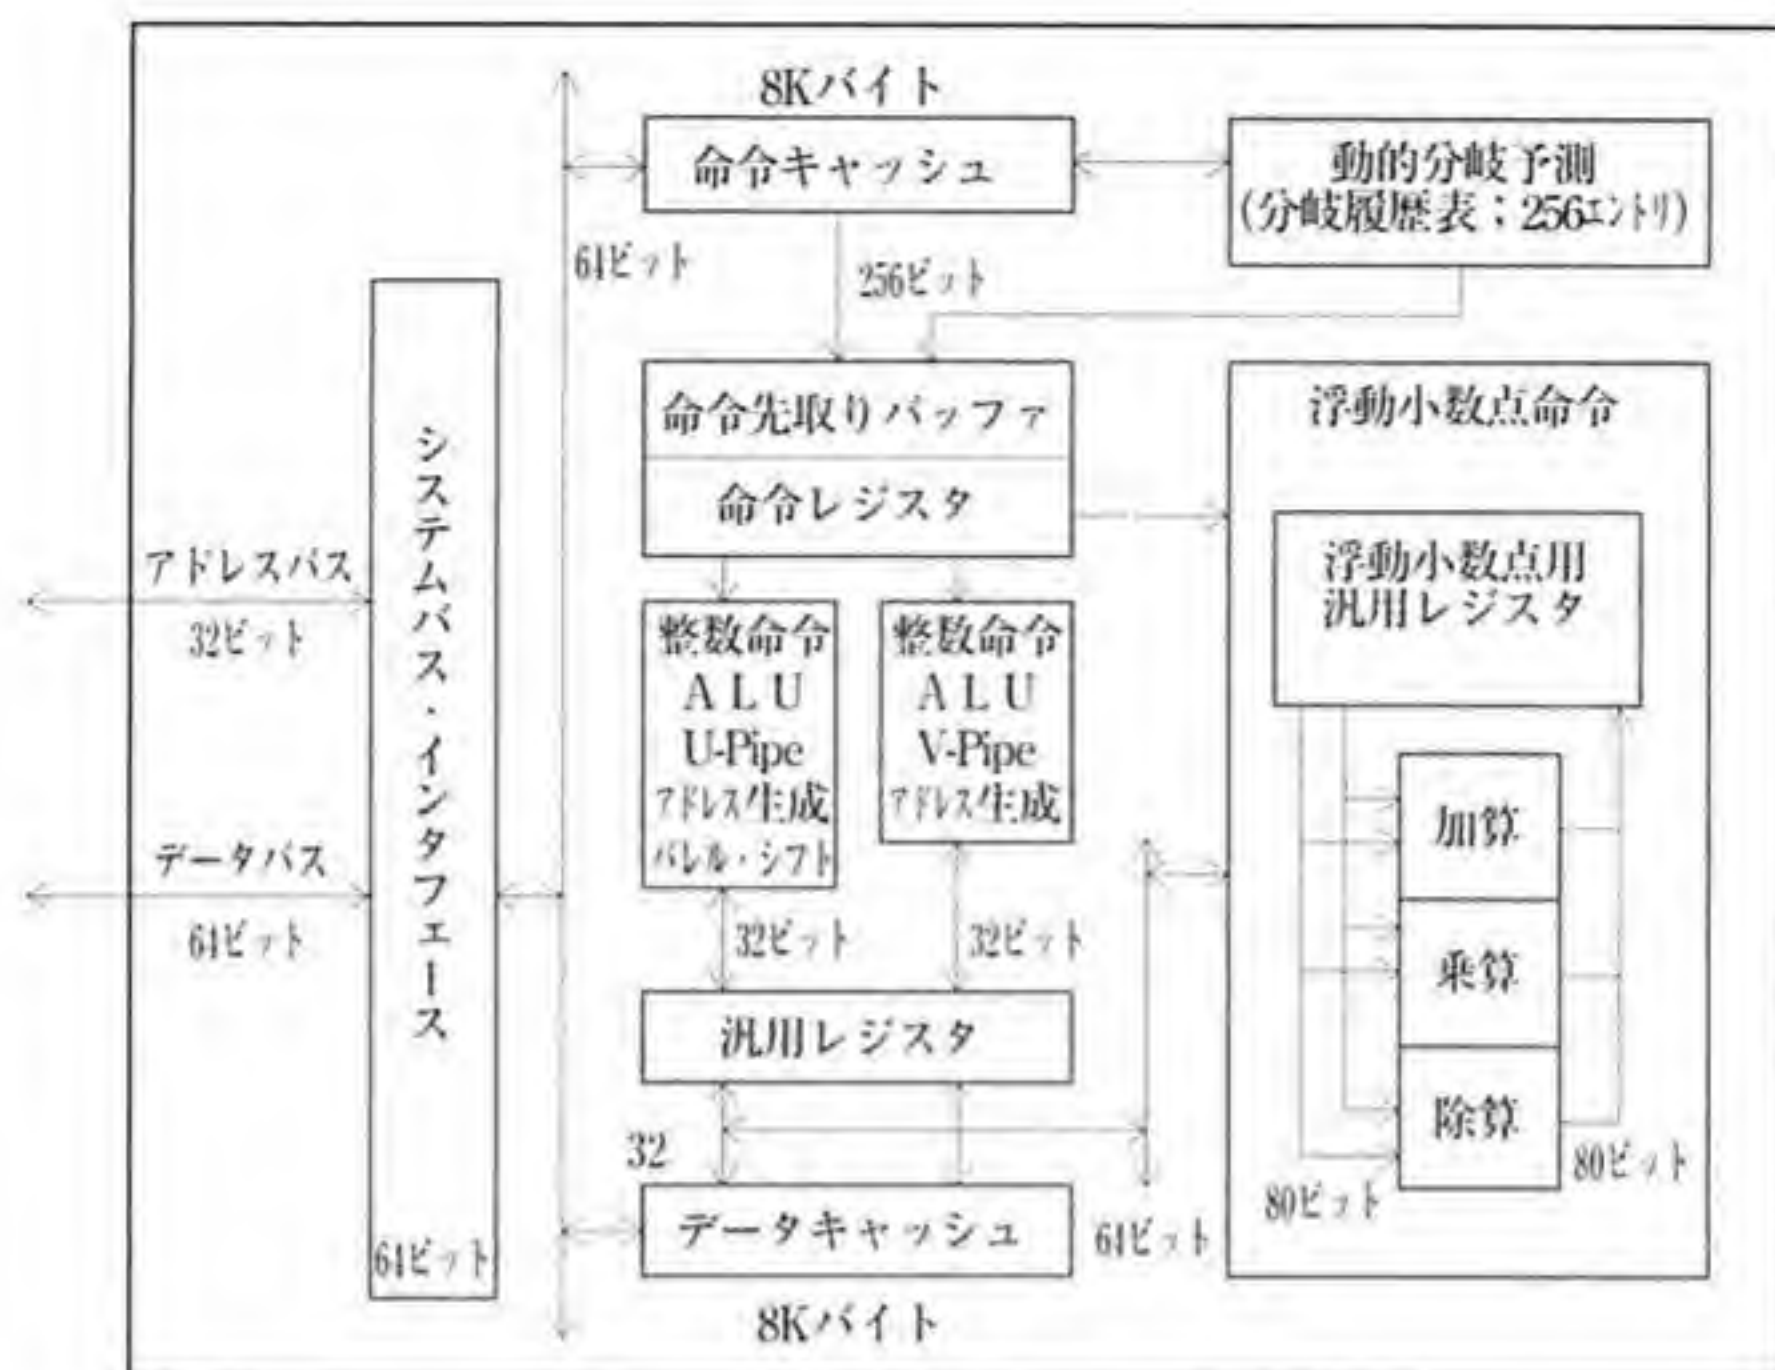 8Kバイト
命令キャッシュ
動的分岐予測
(分岐履歴表；256エントリ)
64ビット
256ビット
命令先取りバッファ
命令レジスタ
浮動小数点命令
浮動小数点用
汎用レジスタ
システムバス・インタフェース
64ビット
アドレスバス
32ビット
データバス
64ビット
整数命令
ALU
U-Pipe
アドレス生成
バレル・シフト
整数命令
ALU
V-Pipe
アドレス生成
32ビット
32ビット
汎用レジスタ
32
データキャッシュ
8Kバイト
64ビット
加算
乗算
除算
80ビット
80ビット